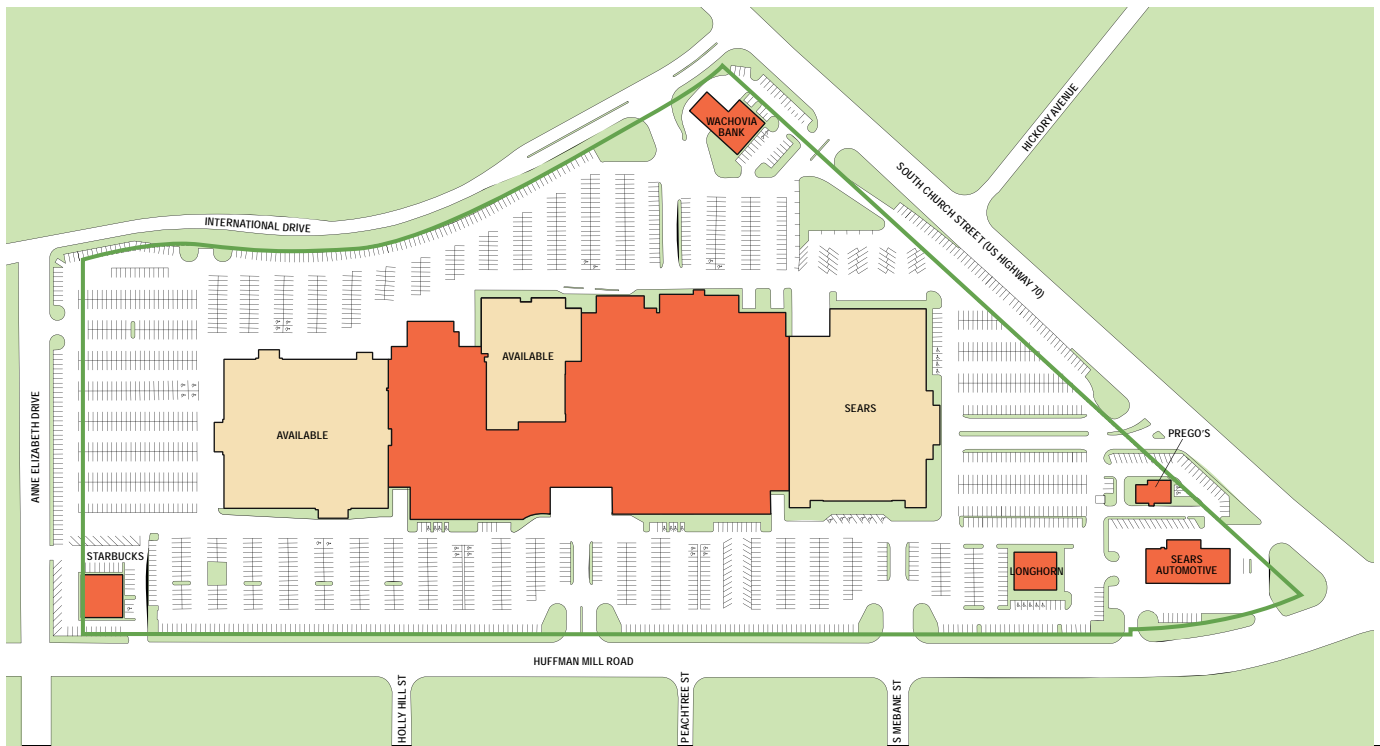 WACHOVIA
BANK
HICKORY AVENUE
SOUTH CHURCH STREET (US HIGHWAY 70)
INTERNATIONAL DRIVE
AVAILABLE
AVAILABLE
SEARS
ANNE ELIZABETH DRIVE
PREGO'S
STARBUCKS
LONGHORN
SEARS
AUTOMOTIVE
HUFFMAN MILL ROAD
HOLLY HILL ST
PEACHTREE ST
S MEBANE ST